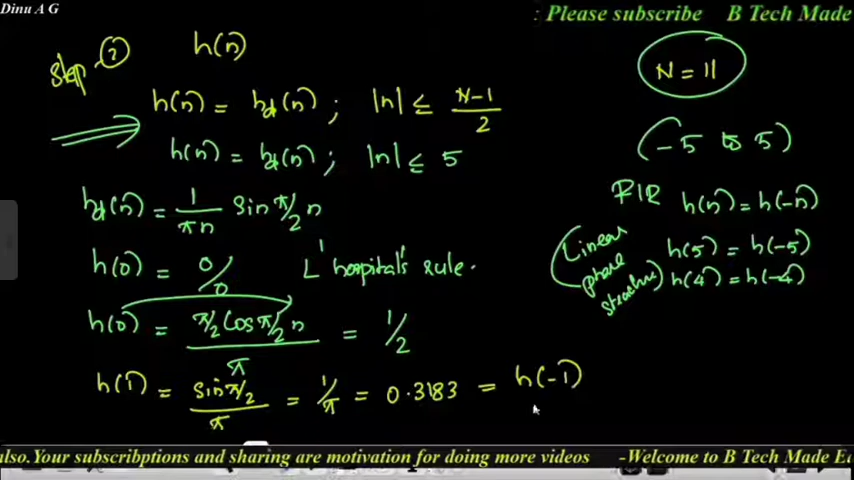 Dinu A G
: Please subscribe B Tech Made
Step ②
h(n)
h(n) = hd(n) ; |n| ≤ N-1/2
h(n) = hd(n) ; |n| ≤ 5
hd(n) = 1/πn Sin π/2 n
h(0) = 0/0 L' hospital's rule.
h(0) = π/2 Cos π/2 n / π = 1/2
h(1) = sin π/2 / π = 1/π = 0.3183 = h(-1)
N = 11
(-5 to 5)
FIR h(n) = h(-n)
(Linear phase structure)
h(5) = h(-5)
h(4) = h(-4)
also.Your subscribptions and sharing are motivation for doing more videos -Welcome to B Tech Made Ea